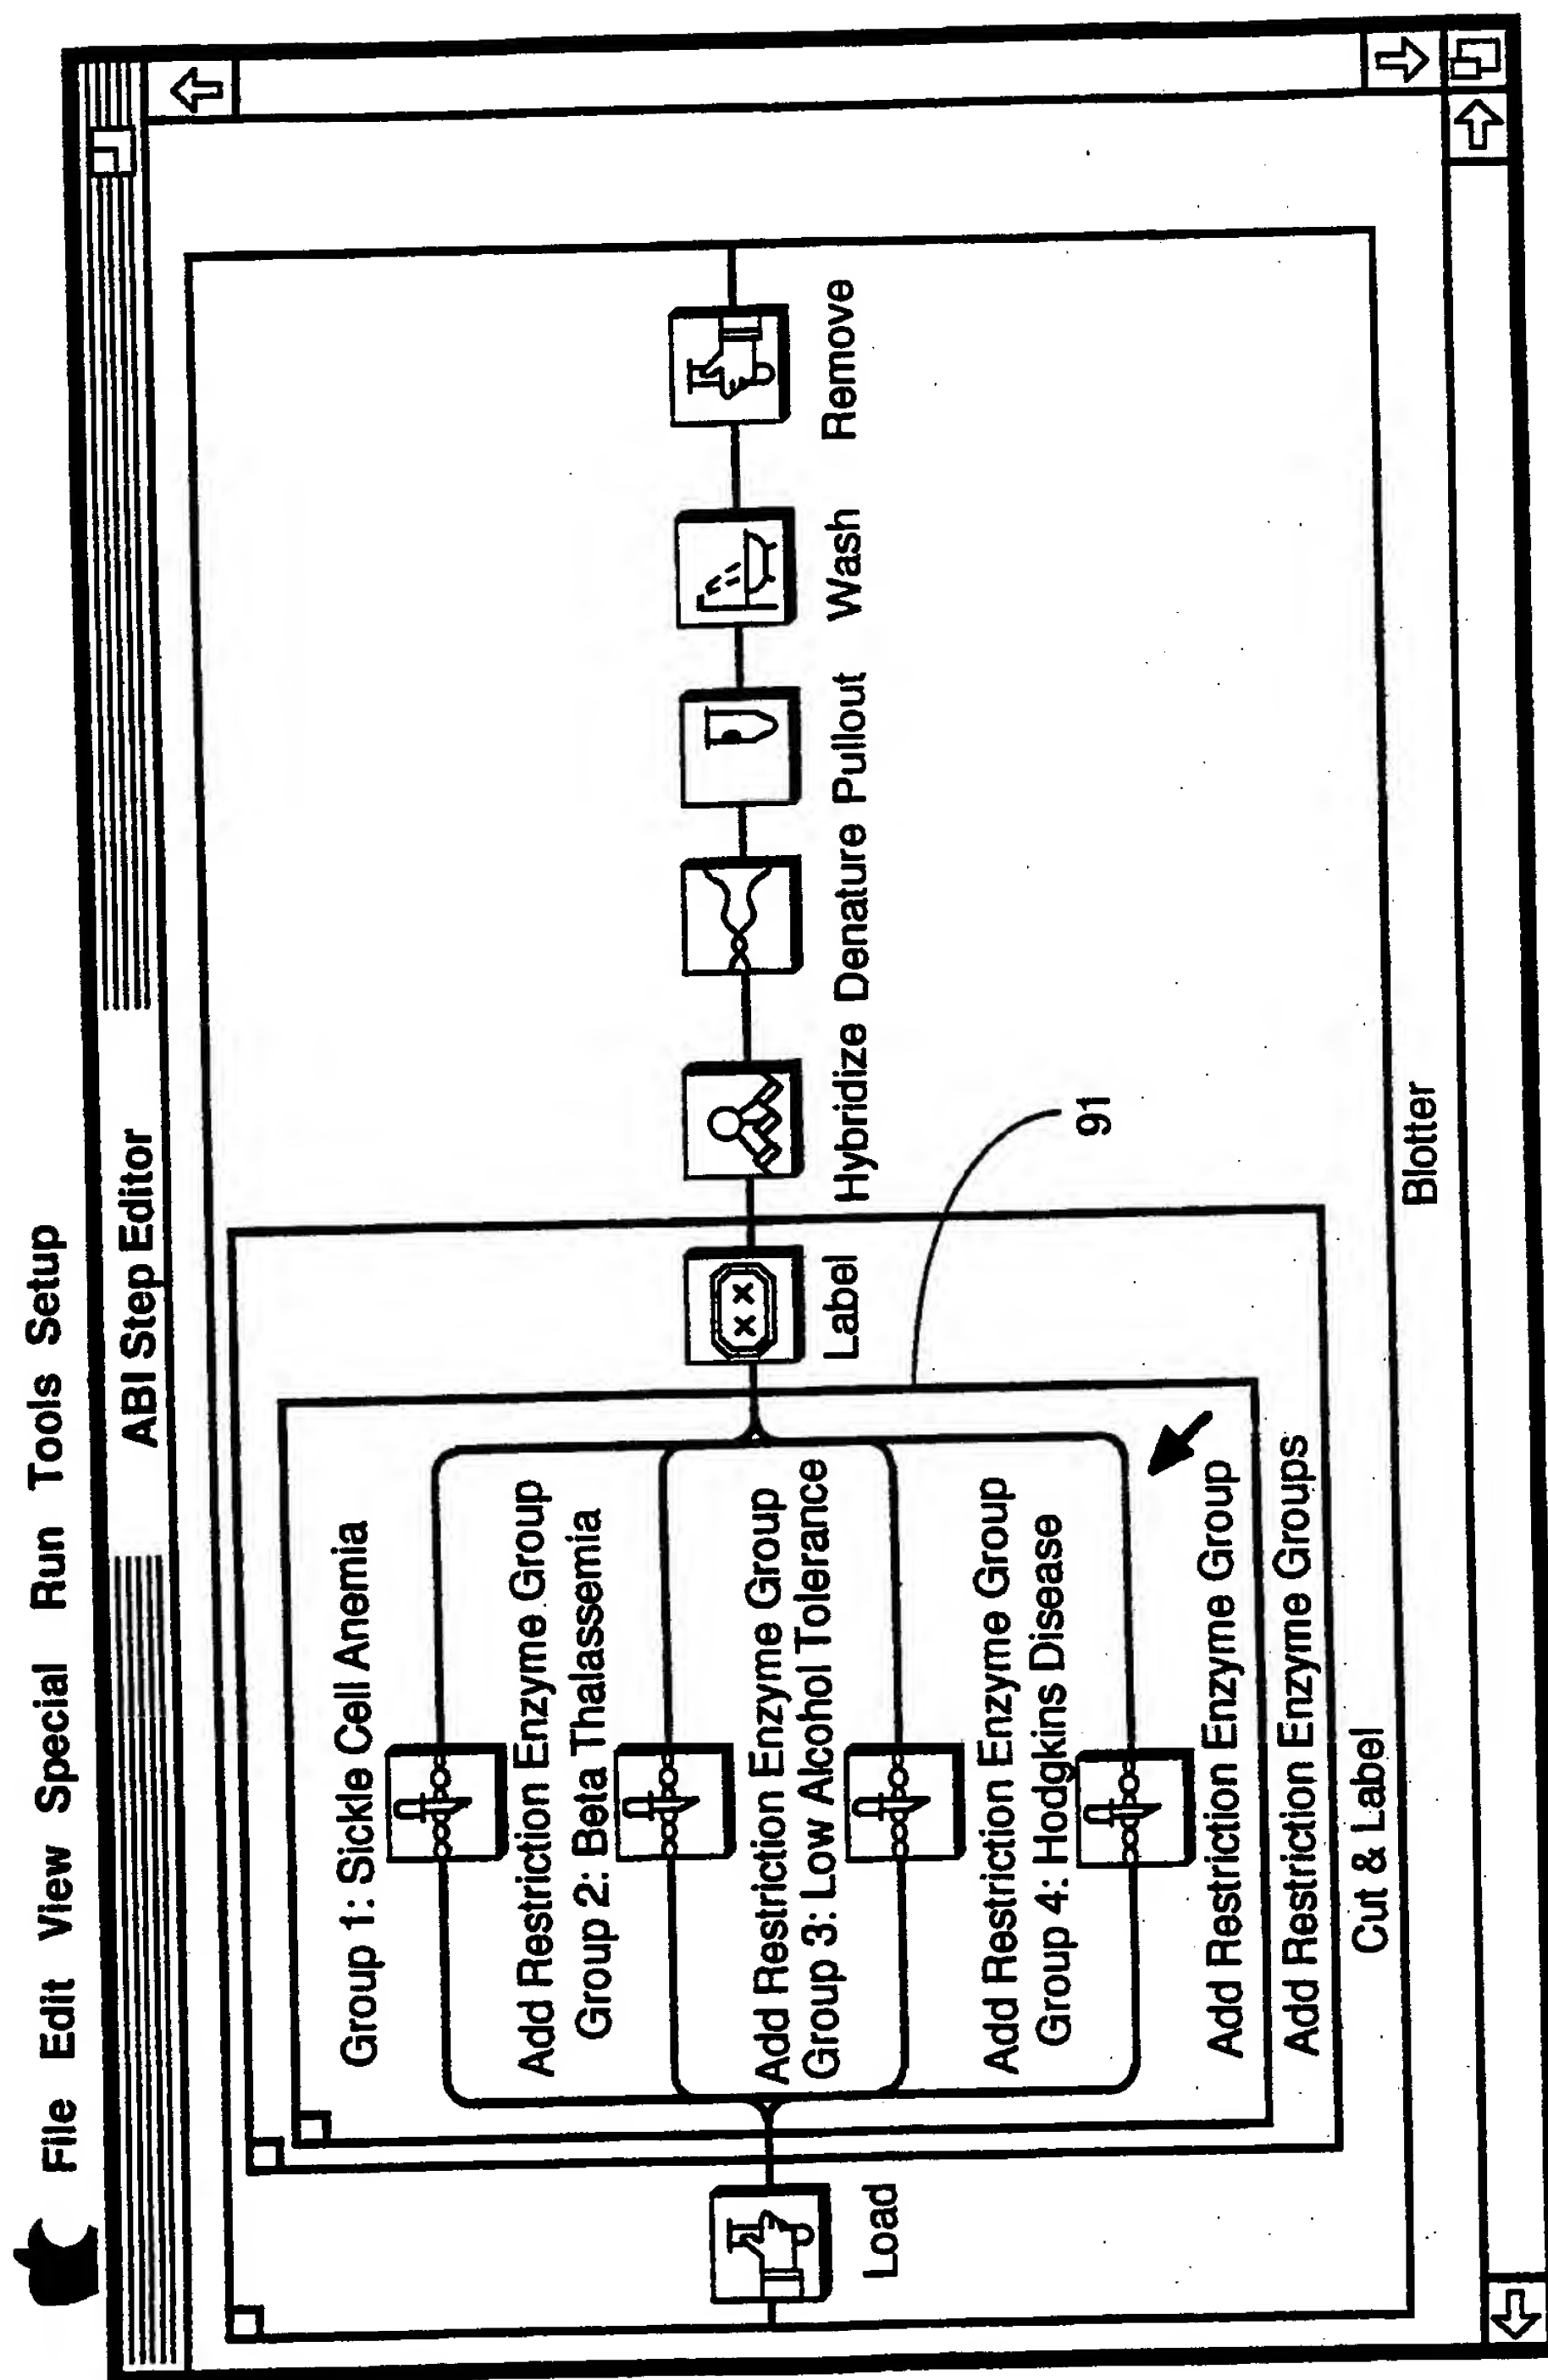 File Edit View Special Run Tools Setup
ABI Step Editor
Group 1: Sickle Cell Anemia
Add Restriction Enzyme Group
Group 2: Beta Thalassemia
Add Restriction Enzyme Group
Group 3: Low Alcohol Tolerance
Add Restriction Enzyme Group
Group 4: Hodgkins Disease
Add Restriction Enzyme Group
Add Restriction Enzyme Groups
Cut & Label
Load
Label
Hybridize Denature Pullout Wash Remove
91
Blotter